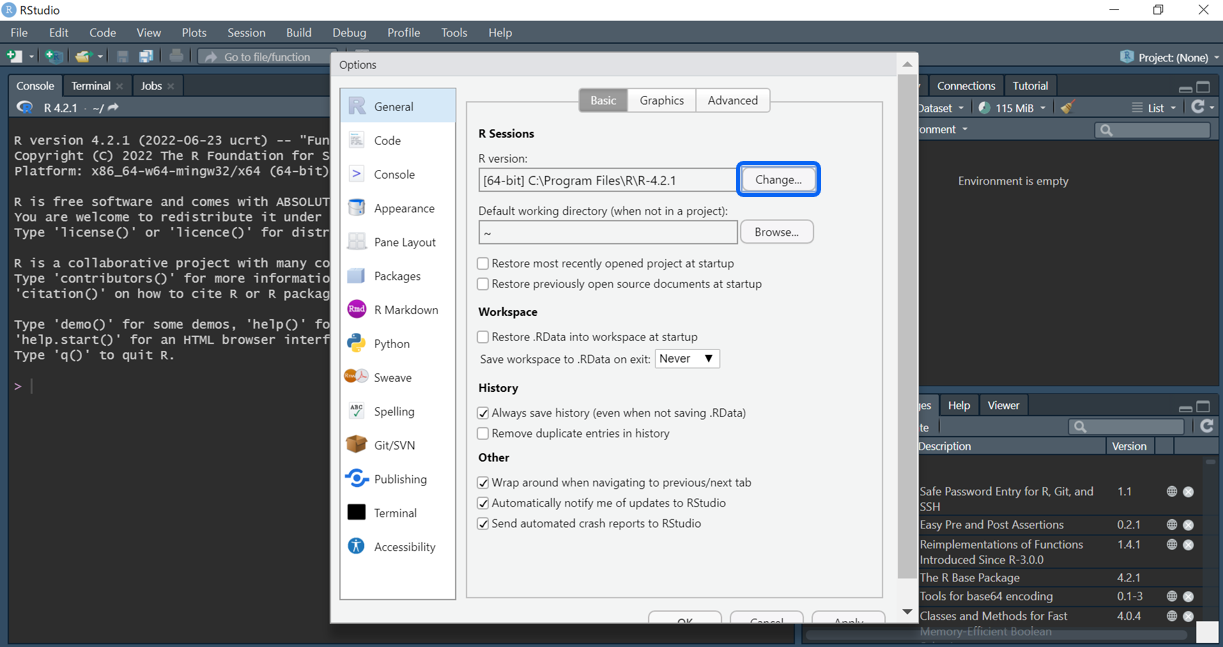 RStudio
File Edit Code View Plots Session Build Debug Profile Tools Help
Go to file/function
Project: (None)
Console Terminal Jobs
R 4.2.1 · ~/
R version 4.2.1 (2022-06-23 ucrt) -- "Fun
Copyright (C) 2022 The R Foundation for S
Platform: x86_64-w64-mingw32/x64 (64-bit)
R is free software and comes with ABSOLUT
You are welcome to redistribute it under
Type 'license()' or 'licence()' for distr
R is a collaborative project with many co
Type 'contributors()' for more informatio
'citation()' on how to cite R or R packag
Type 'demo()' for some demos, 'help()' fo
'help.start()' for an HTML browser interf
Type 'q()' to quit R.
>
Options
General
Code
Console
Appearance
Pane Layout
Packages
Rmd R Markdown
Python
Sweave
ABC Spelling
Git/SVN
Publishing
Terminal
Accessibility
Basic Graphics Advanced
R Sessions
R version:
[64-bit] C:\Program Files\R\R-4.2.1 Change...
Default working directory (when not in a project):
~ Browse...
Restore most recently opened project at startup
Restore previously open source documents at startup
Workspace
Restore .RData into workspace at startup
Save workspace to .RData on exit: Never
History
Always save history (even when not saving .RData)
Remove duplicate entries in history
Other
Wrap around when navigating to previous/next tab
Automatically notify me of updates to RStudio
Send automated crash reports to RStudio
OK Cancel Apply
Connections Tutorial
Dataset 115 MiB List
onment
Environment is empty
ges Help Viewer
te
Description Version
Safe Password Entry for R, Git, and 1.1
SSH
Easy Pre and Post Assertions 0.2.1
Reimplementations of Functions 1.4.1
Introduced Since R-3.0.0
The R Base Package 4.2.1
Tools for base64 encoding 0.1-3
Classes and Methods for Fast 4.0.4
Memory-Efficient Boolean